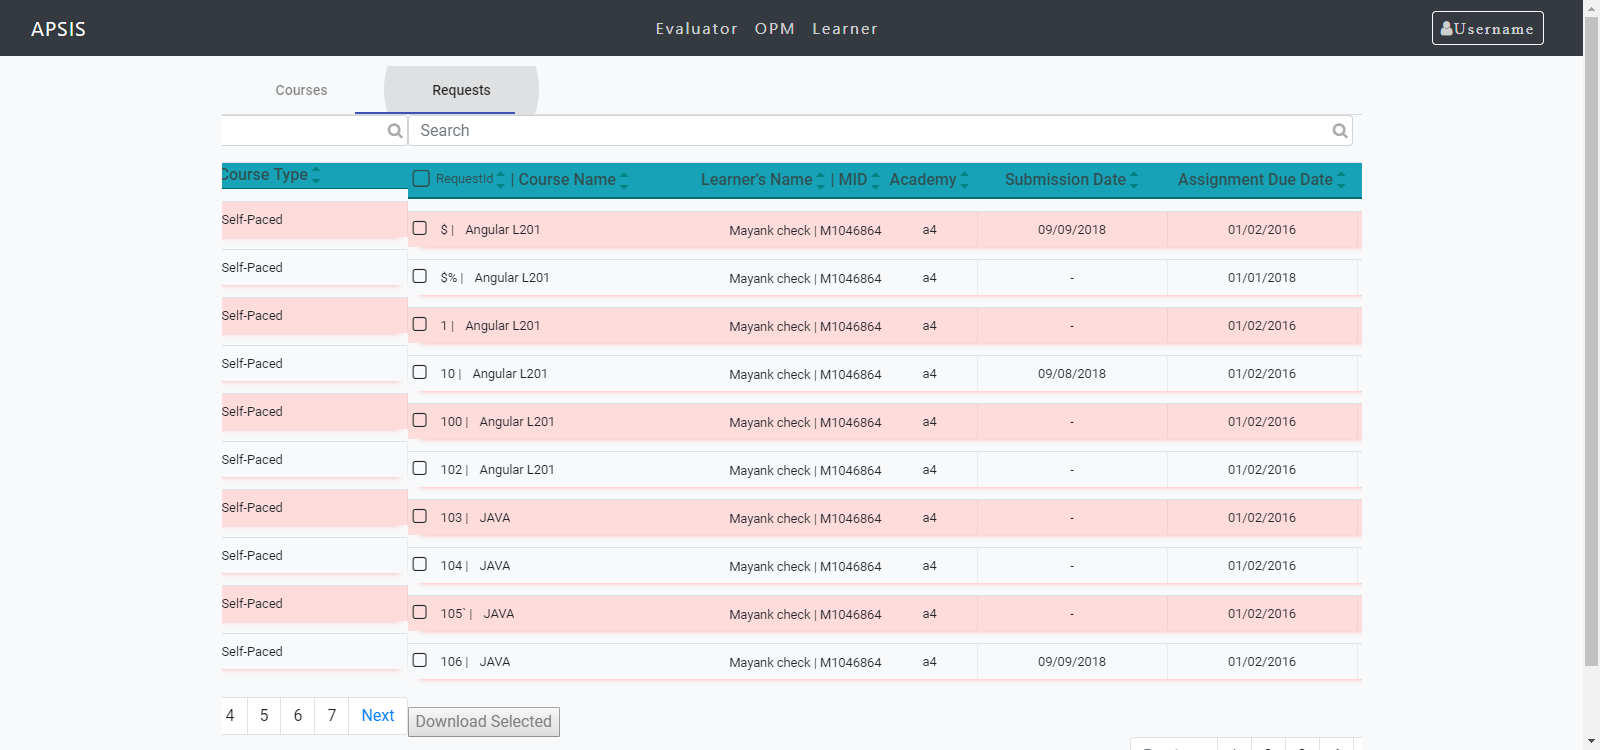 APSIS Evaluator OPM Learner Username
Courses Requests
Search
Course Type RequestId | Course Name Learner's Name | MID Academy Submission Date Assignment Due Date
Self-Paced $ | Angular L201 Mayank check | M1046864 a4 09/09/2018 01/02/2016
Self-Paced $% | Angular L201 Mayank check | M1046864 a4 - 01/01/2018
Self-Paced 1 | Angular L201 Mayank check | M1046864 a4 - 01/02/2016
Self-Paced 10 | Angular L201 Mayank check | M1046864 a4 09/08/2018 01/02/2016
Self-Paced 100 | Angular L201 Mayank check | M1046864 a4 - 01/02/2016
Self-Paced 102 | Angular L201 Mayank check | M1046864 a4 - 01/02/2016
Self-Paced 103 | JAVA Mayank check | M1046864 a4 - 01/02/2016
Self-Paced 104 | JAVA Mayank check | M1046864 a4 - 01/02/2016
Self-Paced 105` | JAVA Mayank check | M1046864 a4 - 01/02/2016
Self-Paced 106 | JAVA Mayank check | M1046864 a4 09/09/2018 01/02/2016
4 5 6 7 Next Download Selected